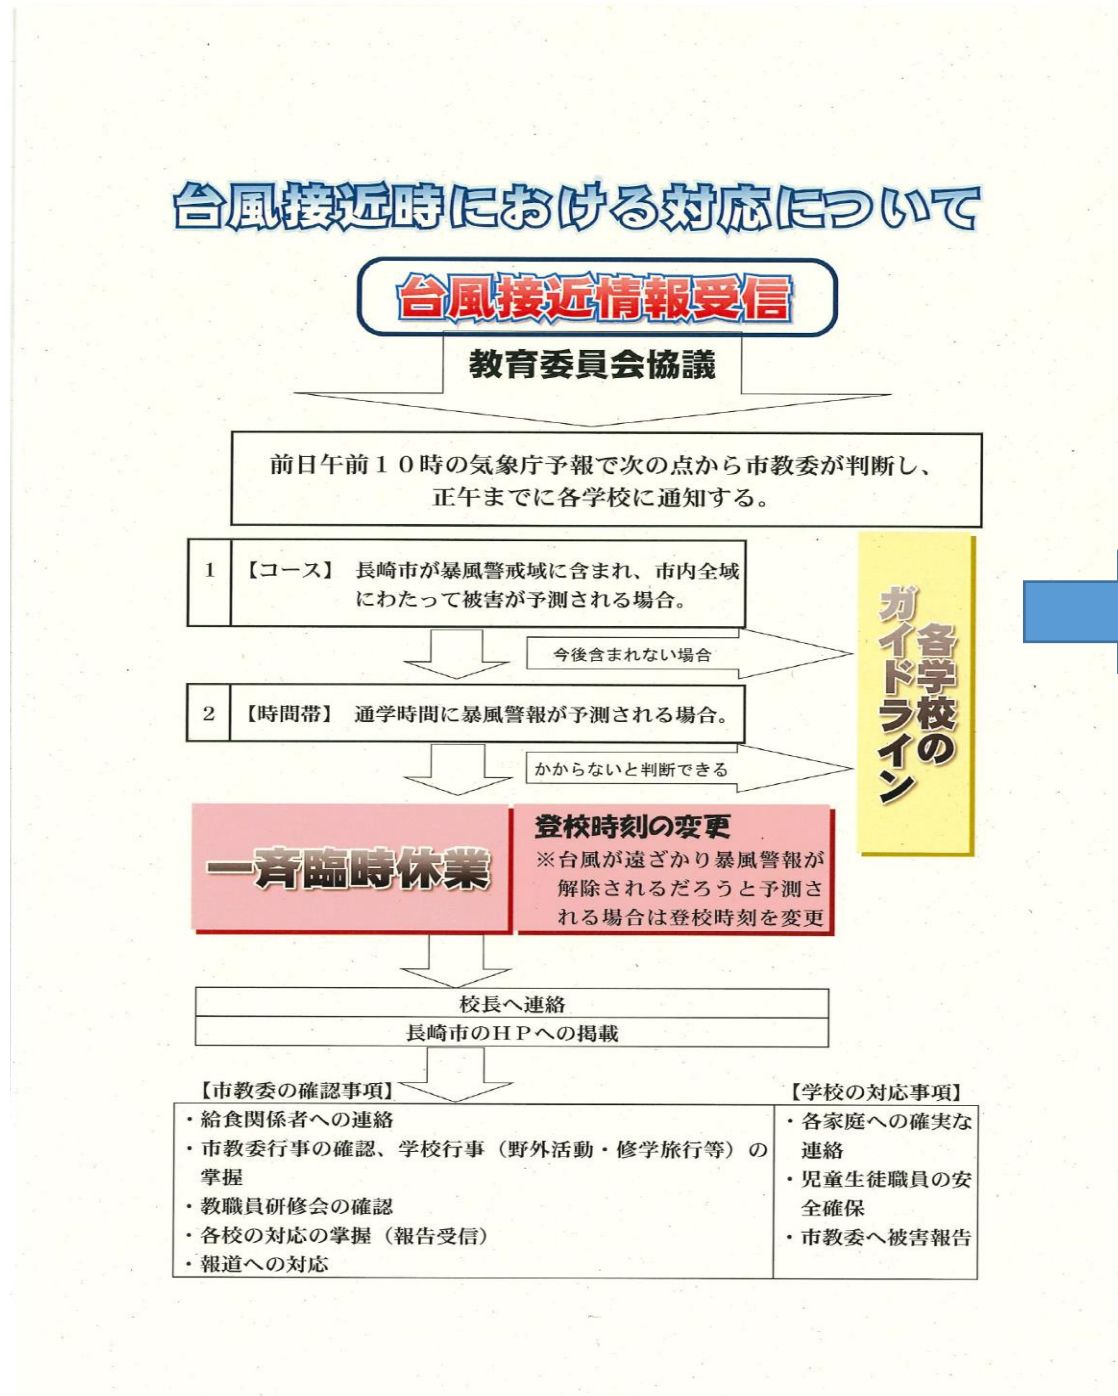 台風接近時における対応について
台風接近情報受信
教育委員会協議
前日午前10時の気象庁予報で次の点から市教委が判断し、
正午までに各学校に通知する。
1 【コース】 長崎市が暴風警戒域に含まれ、市内全域
にわたって被害が予測される場合。
今後含まれない場合
2 【時間帯】 通学時間に暴風警報が予測される場合。
かからないと判断できる
各学校の
ガイドライン
一斉臨時休業
登校時刻の変更
※台風が遠ざかり暴風警報が
解除されるだろうと予測さ
れる場合は登校時刻を変更
校長へ連絡
長崎市のHPへの掲載
【市教委の確認事項】
・給食関係者への連絡
・市教委行事の確認、学校行事(野外活動・修学旅行等)の
掌握
・教職員研修会の確認
・各校の対応の掌握(報告受信)
・報道への対応
【学校の対応事項】
・各家庭への確実な
連絡
・児童生徒職員の安
全確保
・市教委へ被害報告